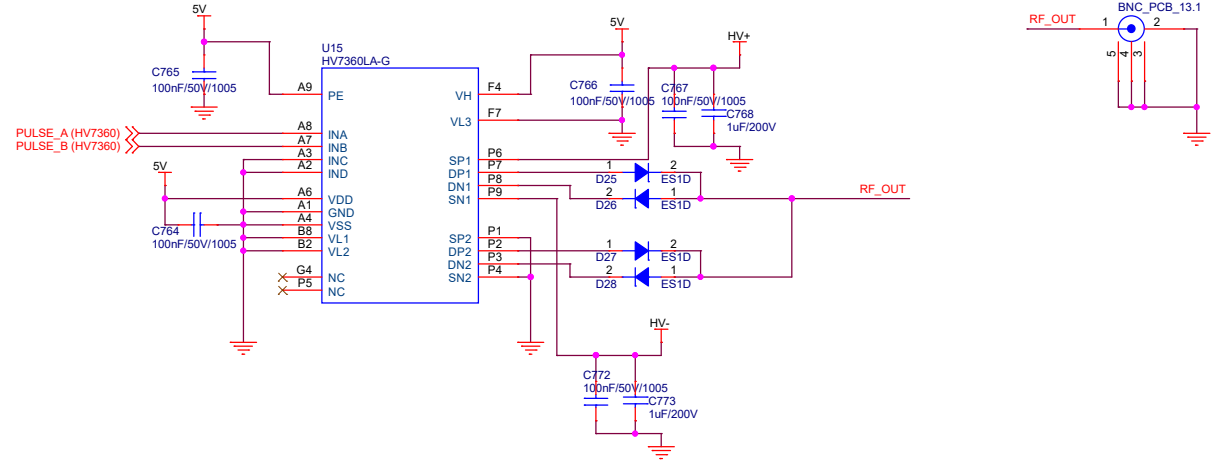 5V
C765
100nF/50V/1005
U15
HV7360LA-G
A9
PE
PULSE_A (HV7360)
A8
INA
PULSE_B (HV7360)
A7
INB
A3
INC
A2
IND
5V
A6
VDD
A1
GND
A4
VSS
C764
100nF/50V/1005
B8
VL1
B2
VL2
G4
NC
P5
NC
VH
F4
VL3
F7
SP1
P6
DP1
P7
DN1
P8
SN1
P9
SP2
P1
DP2
P2
DN2
P3
SN2
P4
5V
C766
100nF/50V/1005
HV+
C767
100nF/50V/1005
C768
1uF/200V
1
2
D25
ES1D
2
1
D26
ES1D
RF_OUT
1
2
D27
ES1D
2
1
D28
ES1D
HV-
C772
100nF/50V/1005
C773
1uF/200V
BNC_PCB_13.1
RF_OUT
1
2
5
4
3